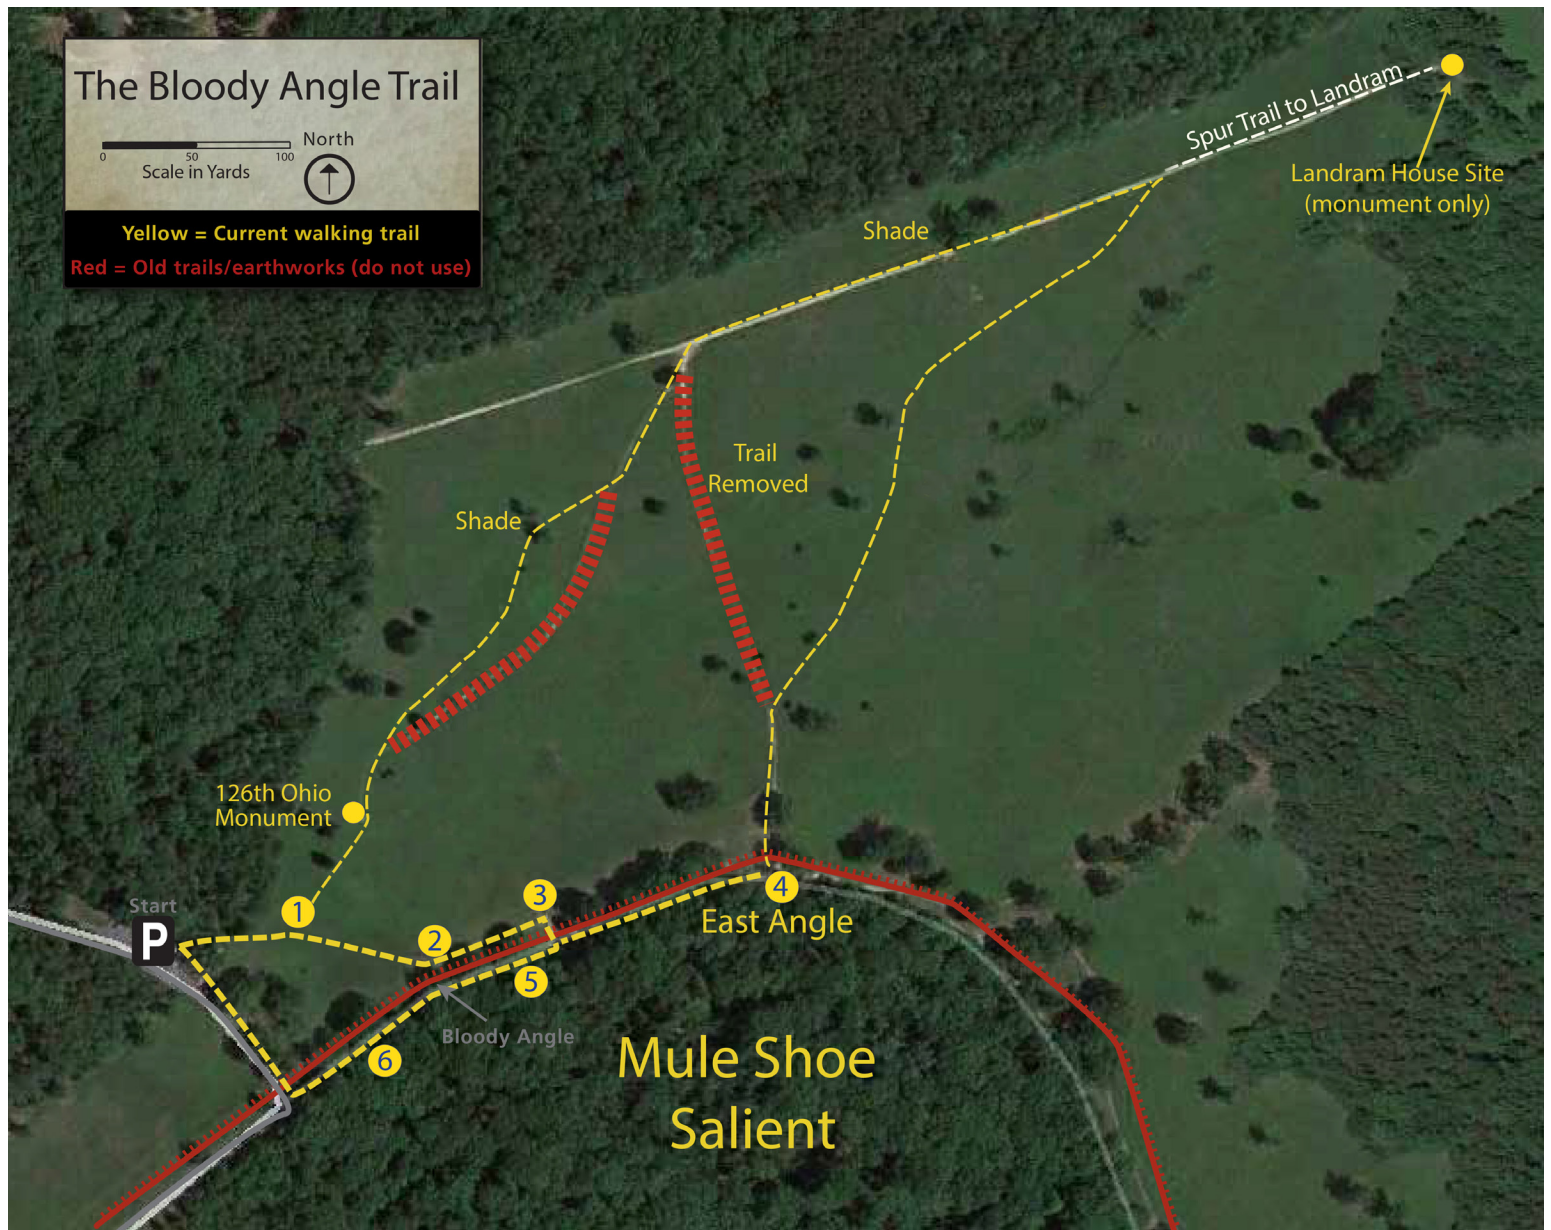 The Bloody Angle Trail
North
0 50 100
Scale in Yards
Yellow = Current walking trail
Red = Old trails/earthworks (do not use)
Spur Trail to Landram
Landram House Site
(monument only)
Shade
Trail
Removed
Shade
126th Ohio
Monument
Start
P
1
2
3
4
East Angle
5
Bloody Angle
6
Mule Shoe
Salient